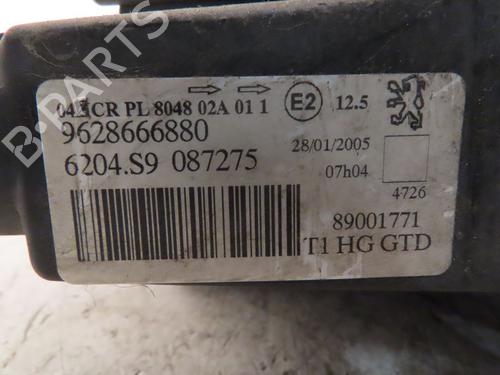 CR PL 8048 02A 01 1 E2 12.5
9628666880
28/01/2005
6204.S9 087275
07h04
4726
89001771
T1 HG GTD
B-PARTS